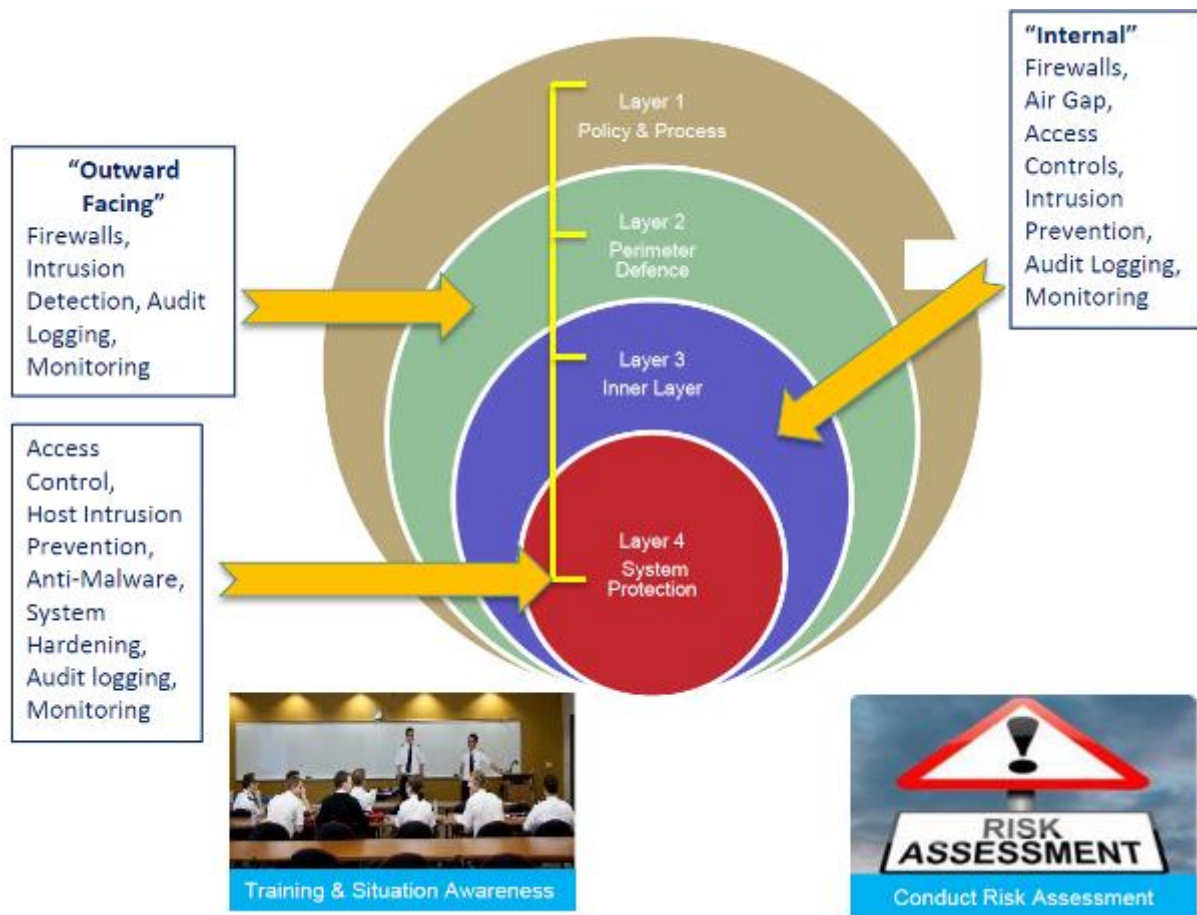 “Outward
Facing”
Firewalls,
Intrusion
Detection, Audit
Logging,
Monitoring
Access
Control,
Host Intrusion
Prevention,
Anti-Malware,
System
Hardening,
Audit logging,
Monitoring
Layer 1
Policy & Process
Layer 2
Perimeter
Defence
Layer 3
Inner Layer
Layer 4
System
Protection
“Internal”
Firewalls,
Air Gap,
Access
Controls,
Intrusion
Prevention,
Audit Logging,
Monitoring
Training & Situation Awareness
RISK
ASSESSMENT
Conduct Risk Assessment